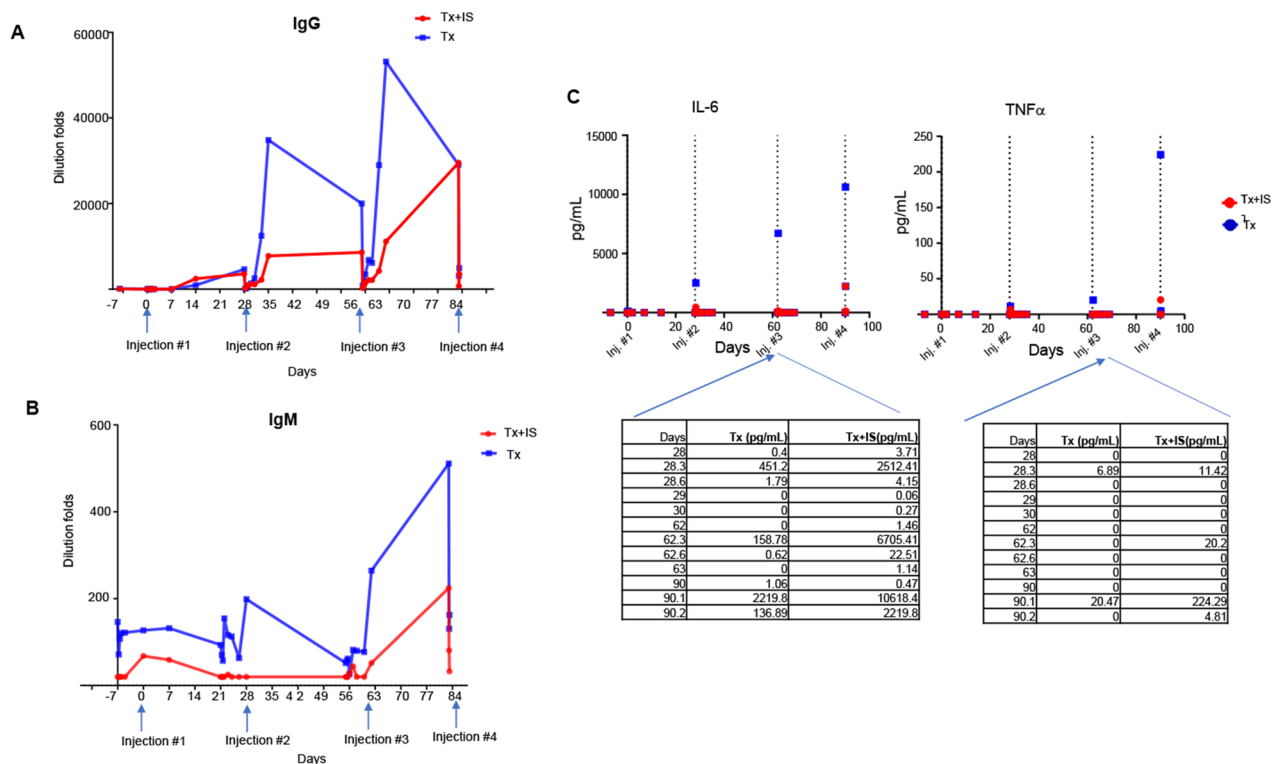 A
IgG
Tx+IS
Tx
60000
40000
20000
0
Dilution folds
-7 0 7 14 21 28 35 42 49 56 63 70 77 84
Injection #1
Injection #2
Injection #3
Injection #4
Days
B
IgM
Tx+IS
Tx
600
400
200
Dilution folds
-7 0 7 14 21 28 35 4 2 49 56 63 70 77 84
Injection #1
Injection #2
Injection #3
Injection #4
Days
C
IL-6
15000
10000
5000
pg/mL
0 20 40 60 80 100
Inj. #1
Inj. #2
Inj. #3
Inj. #4
Days
TNFα
250
200
150
100
50
0
pg/mL
0 20 40 60 80 100
Inj. #1
Inj. #2
Inj. #3
Inj. #4
Days
Tx+IS
Tx
Days Tx (pg/mL) Tx+IS(pg/mL)
28 0.4 3.71
28.3 451.2 2512.41
28.6 1.79 4.15
29 0 0.06
30 0 0.27
62 0 1.46
62.3 158.78 6705.41
62.6 0.62 22.51
63 0 1.14
90 1.06 0.47
90.1 2219.8 10618.4
90.2 136.89 2219.8
Days Tx (pg/mL) Tx+IS(pg/mL)
28 0 0
28.3 6.89 11.42
28.6 0 0
29 0 0
30 0 0
62 0 0
62.3 0 20.2
62.6 0 0
63 0 0
90 0 0
90.1 20.47 224.29
90.2 0 4.81